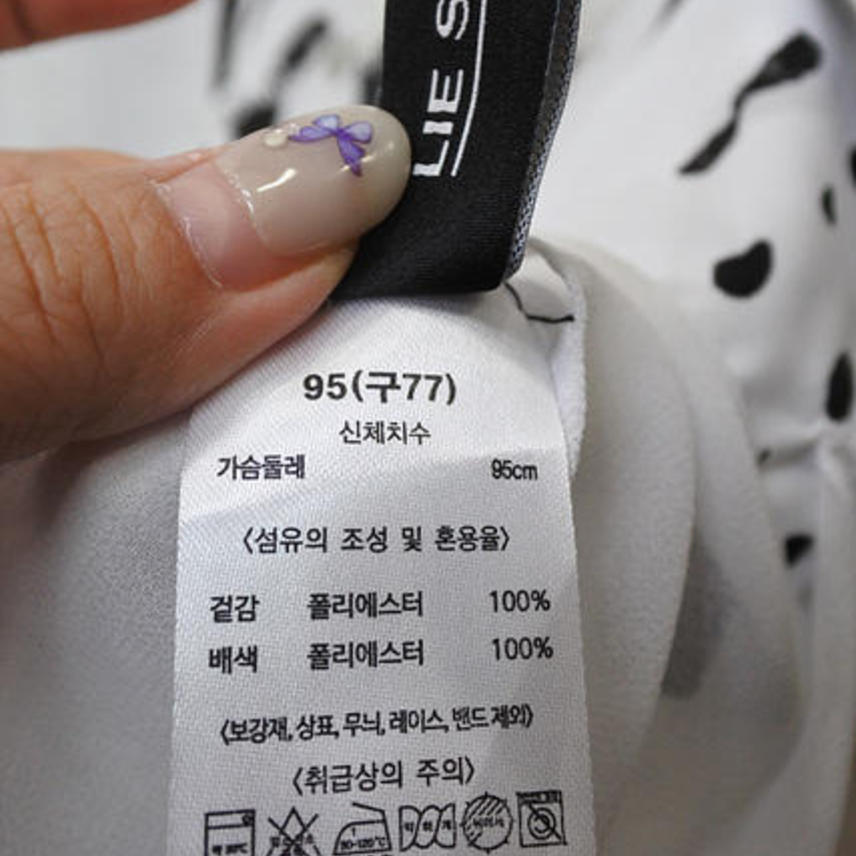 LIE S
95(구77)
신체치수
가슴둘레 95cm
〈섬유의 조성 및 혼용율〉
겉감 폴리에스터 100%
배색 폴리에스터 100%
〈보강재, 상표, 무늬, 레이스, 밴드 제외〉
〈취급상의 주의〉